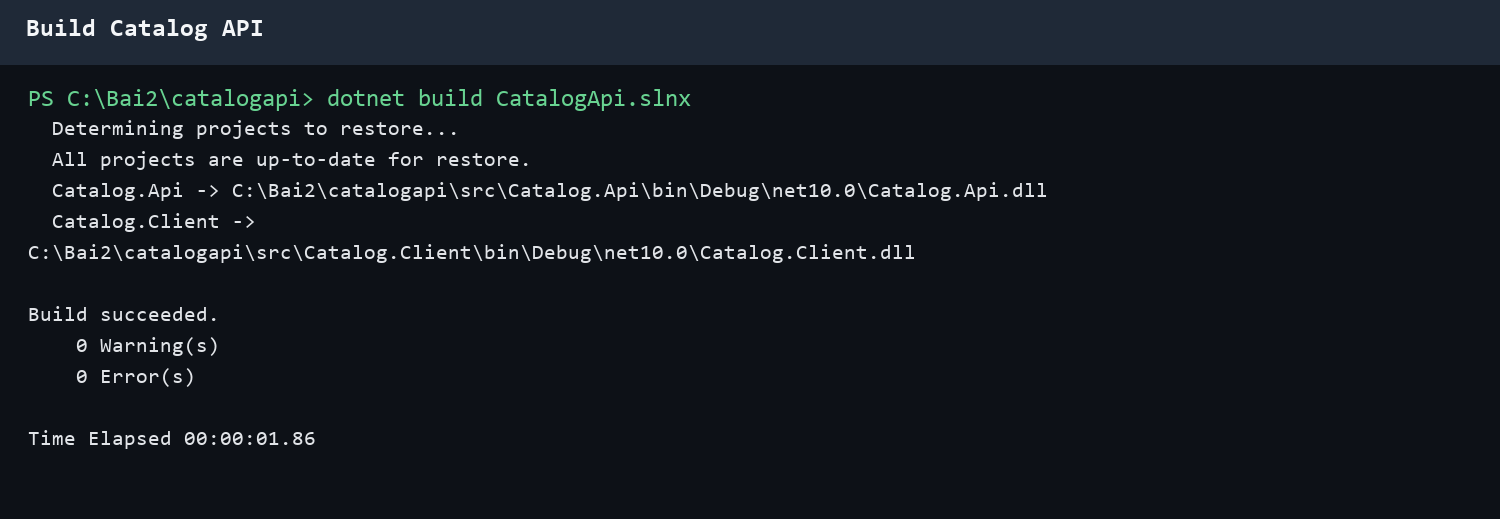 Build Catalog API
PS C:\Bai2\catalogapi> dotnet build CatalogApi.slnx
  Determining projects to restore...
  All projects are up-to-date for restore.
  Catalog.Api -> C:\Bai2\catalogapi\src\Catalog.Api\bin\Debug\net10.0\Catalog.Api.dll
  Catalog.Client ->
C:\Bai2\catalogapi\src\Catalog.Client\bin\Debug\net10.0\Catalog.Client.dll
Build succeeded.
    0 Warning(s)
    0 Error(s)
Time Elapsed 00:00:01.86